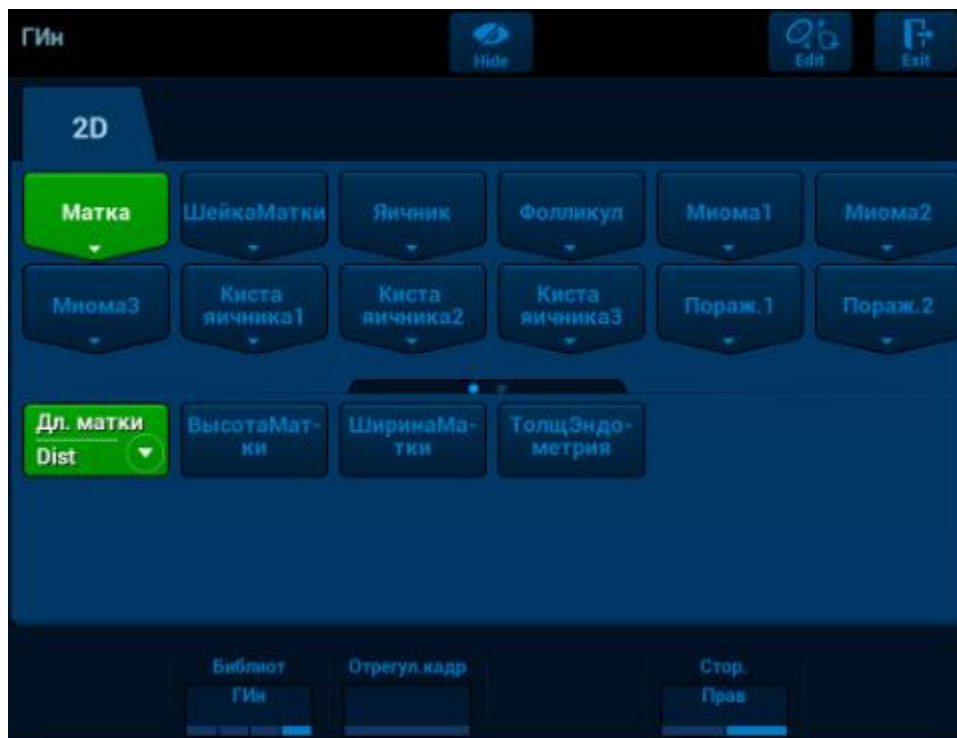 ГИн
Hide
Edit
Exit
2D
Матка
ШейкаМатки
Яичник
Фолликул
Миома1
Миома2
Миома3
Киста
яичника1
Киста
яичника2
Киста
яичника3
Пораж.1
Пораж.2
Дл. матки
Dist
ВысотаМат-
ки
ШиринаМа-
тки
ТолщЭндо-
метрия
Библиот
ГИн
Отрегул.кадр
Стор.
Прав